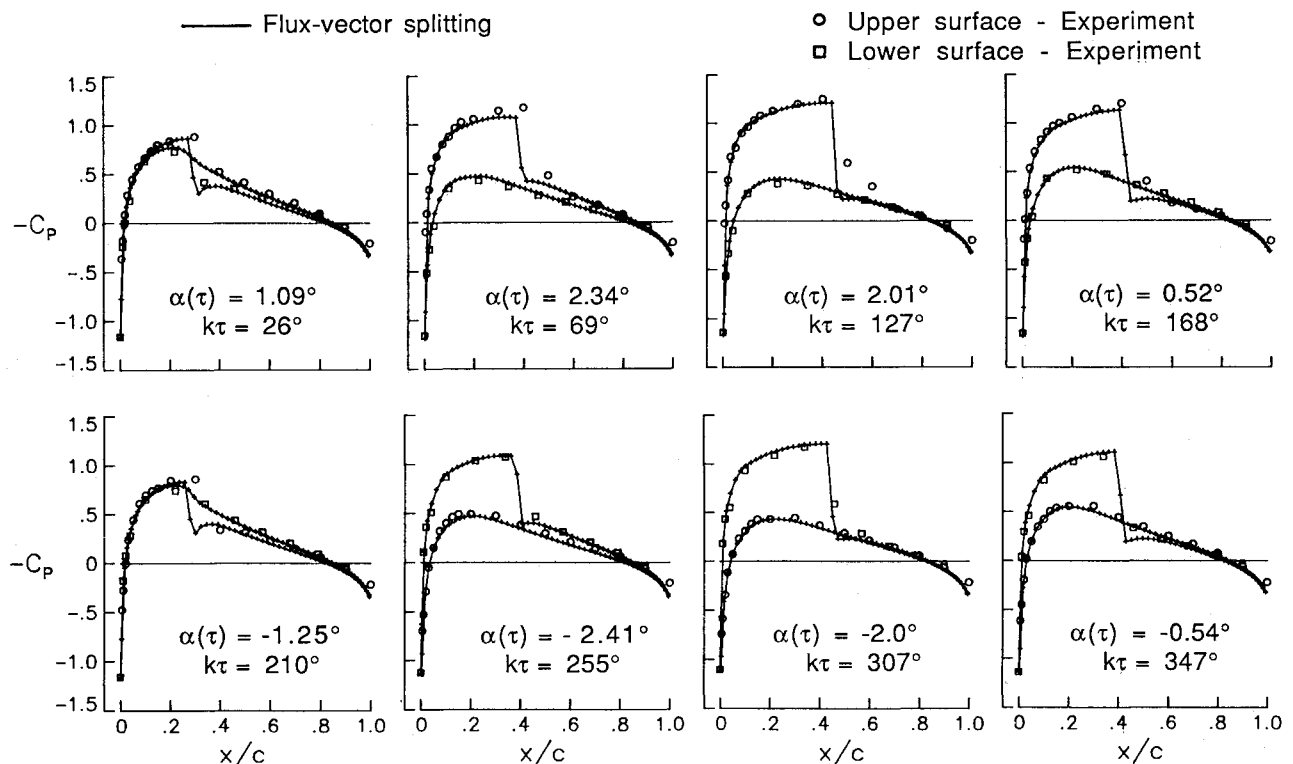 Flux-vector splitting
Upper surface - Experiment
Lower surface - Experiment
1.5
1.0
.5
0
-.5
-1.0
-1.5
-Cp
α(τ) = 1.09°
kτ = 26°
α(τ) = 2.34°
kτ = 69°
α(τ) = 2.01°
kτ = 127°
α(τ) = 0.52°
kτ = 168°
1.5
1.0
.5
0
-.5
-1.0
-1.5
-Cp
α(τ) = -1.25°
kτ = 210°
α(τ) = - 2.41°
kτ = 255°
α(τ) = -2.0°
kτ = 307°
α(τ) = -0.54°
kτ = 347°
0 .2 .4 .6 .8 1.0
x/c
0 .2 .4 .6 .8 1.0
x/c
0 .2 .4 .6 .8 1.0
x/c
0 .2 .4 .6 .8 1.0
x/c